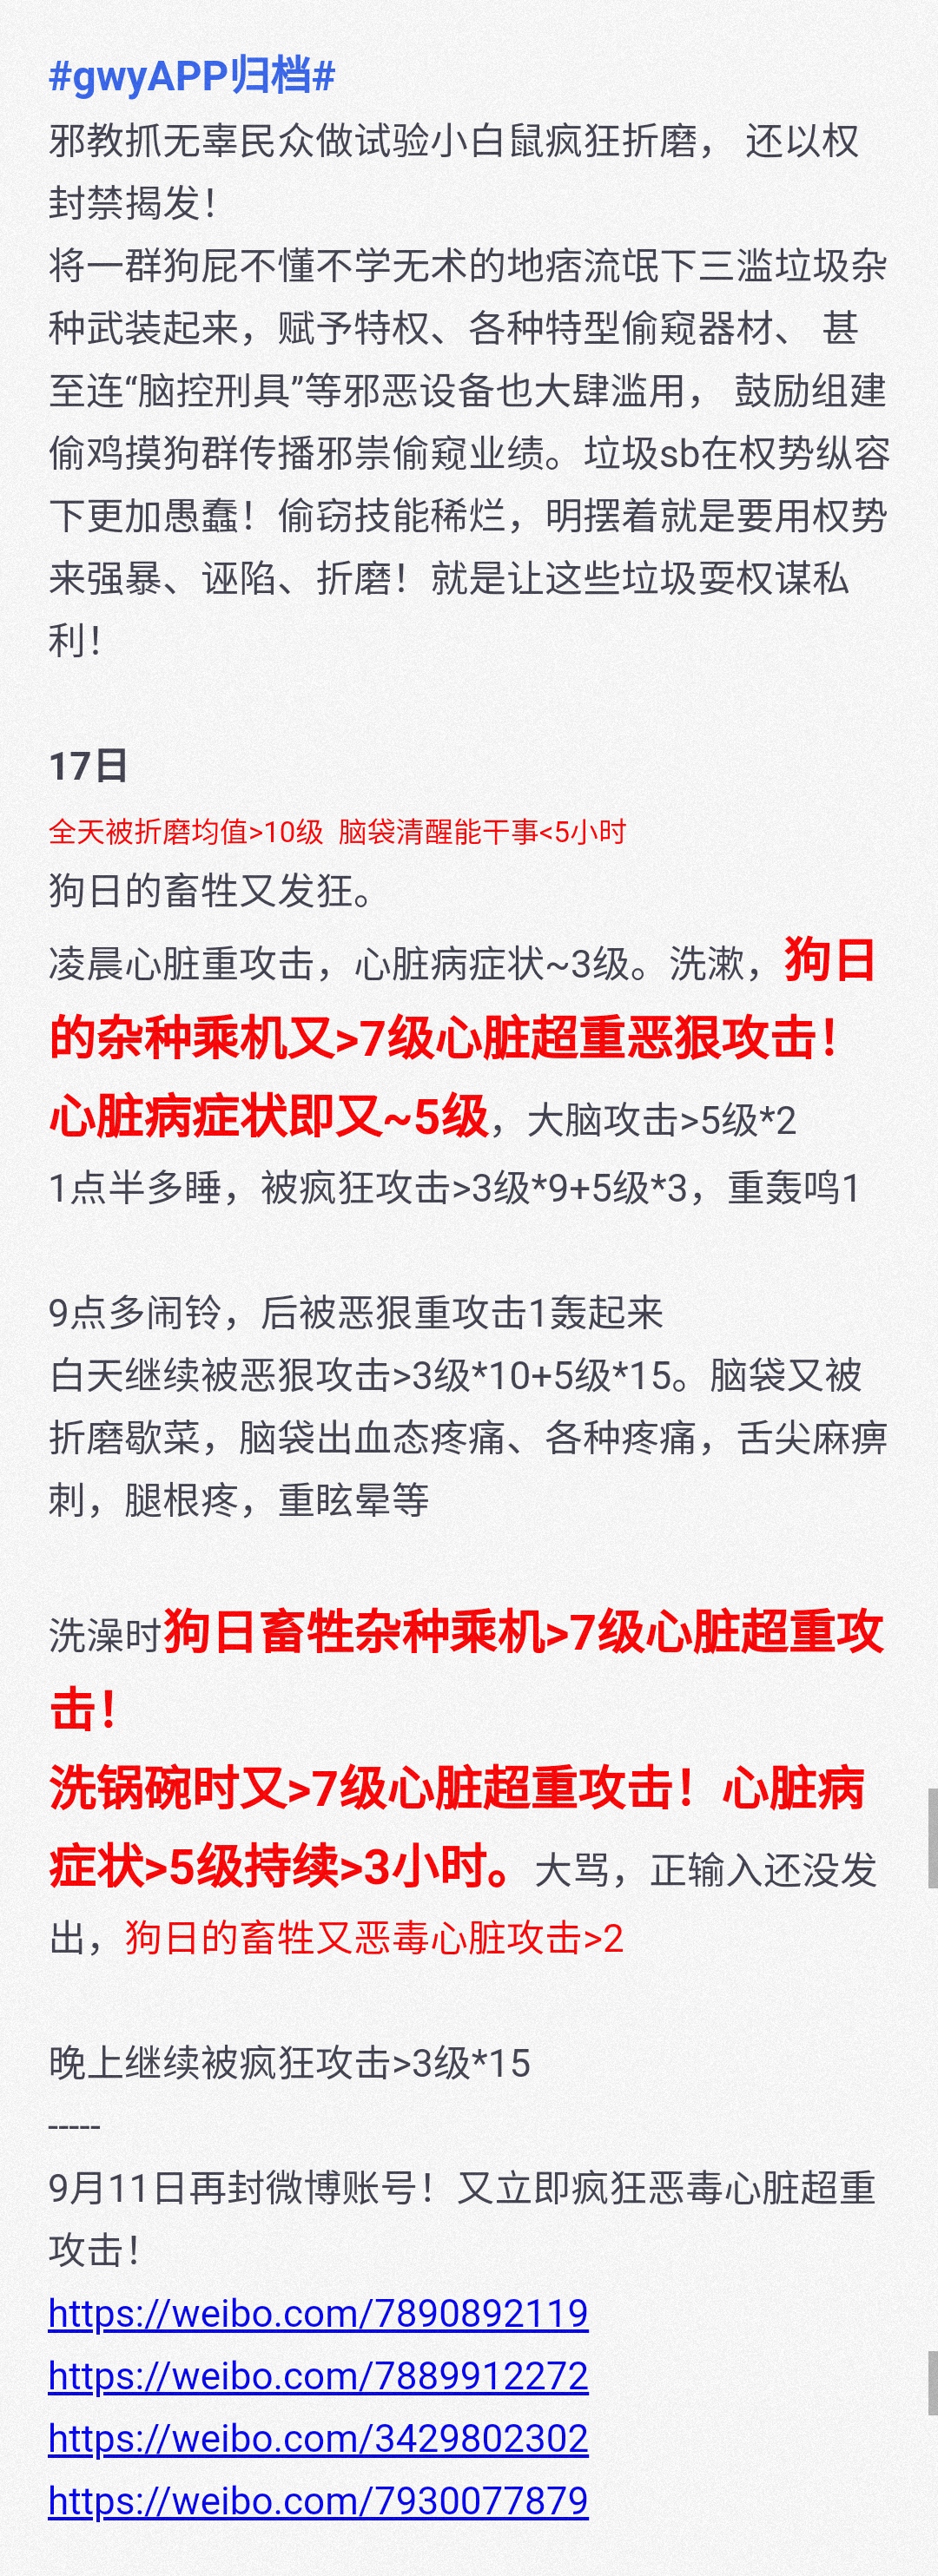 #gwyAPP归档#
邪教抓无辜民众做试验小白鼠疯狂折磨， 还以权
封禁揭发！
将一群狗屁不懂不学无术的地痞流氓下三滥垃圾杂
种武装起来，赋予特权、各种特型偷窥器材、 甚
至连“脑控刑具”等邪恶设备也大肆滥用， 鼓励组建
偷鸡摸狗群传播邪祟偷窥业绩。垃圾sb在权势纵容
下更加愚蠢！偷窃技能稀烂，明摆着就是要用权势
来强暴、诬陷、折磨！就是让这些垃圾耍权谋私
利！
17日
全天被折磨均值>10级 脑袋清醒能干事<5小时
狗日的畜牲又发狂。
凌晨心脏重攻击，心脏病症状~3级。洗漱，狗日
的杂种乘机又>7级心脏超重恶狠攻击！
心脏病症状即又~5级，大脑攻击>5级*2
1点半多睡，被疯狂攻击>3级*9+5级*3，重轰鸣1
9点多闹铃，后被恶狠重攻击1轰起来
白天继续被恶狠攻击>3级*10+5级*15。脑袋又被
折磨歇菜，脑袋出血态疼痛、各种疼痛，舌尖麻痹
刺，腿根疼，重眩晕等
洗澡时狗日畜牲杂种乘机>7级心脏超重攻
击！
洗锅碗时又>7级心脏超重攻击！心脏病
症状>5级持续>3小时。大骂，正输入还没发
出，狗日的畜牲又恶毒心脏攻击>2
晚上继续被疯狂攻击>3级*15
-----
9月11日再封微博账号！又立即疯狂恶毒心脏超重
攻击！
https://weibo.com/7890892119
https://weibo.com/7889912272
https://weibo.com/3429802302
https://weibo.com/7930077879